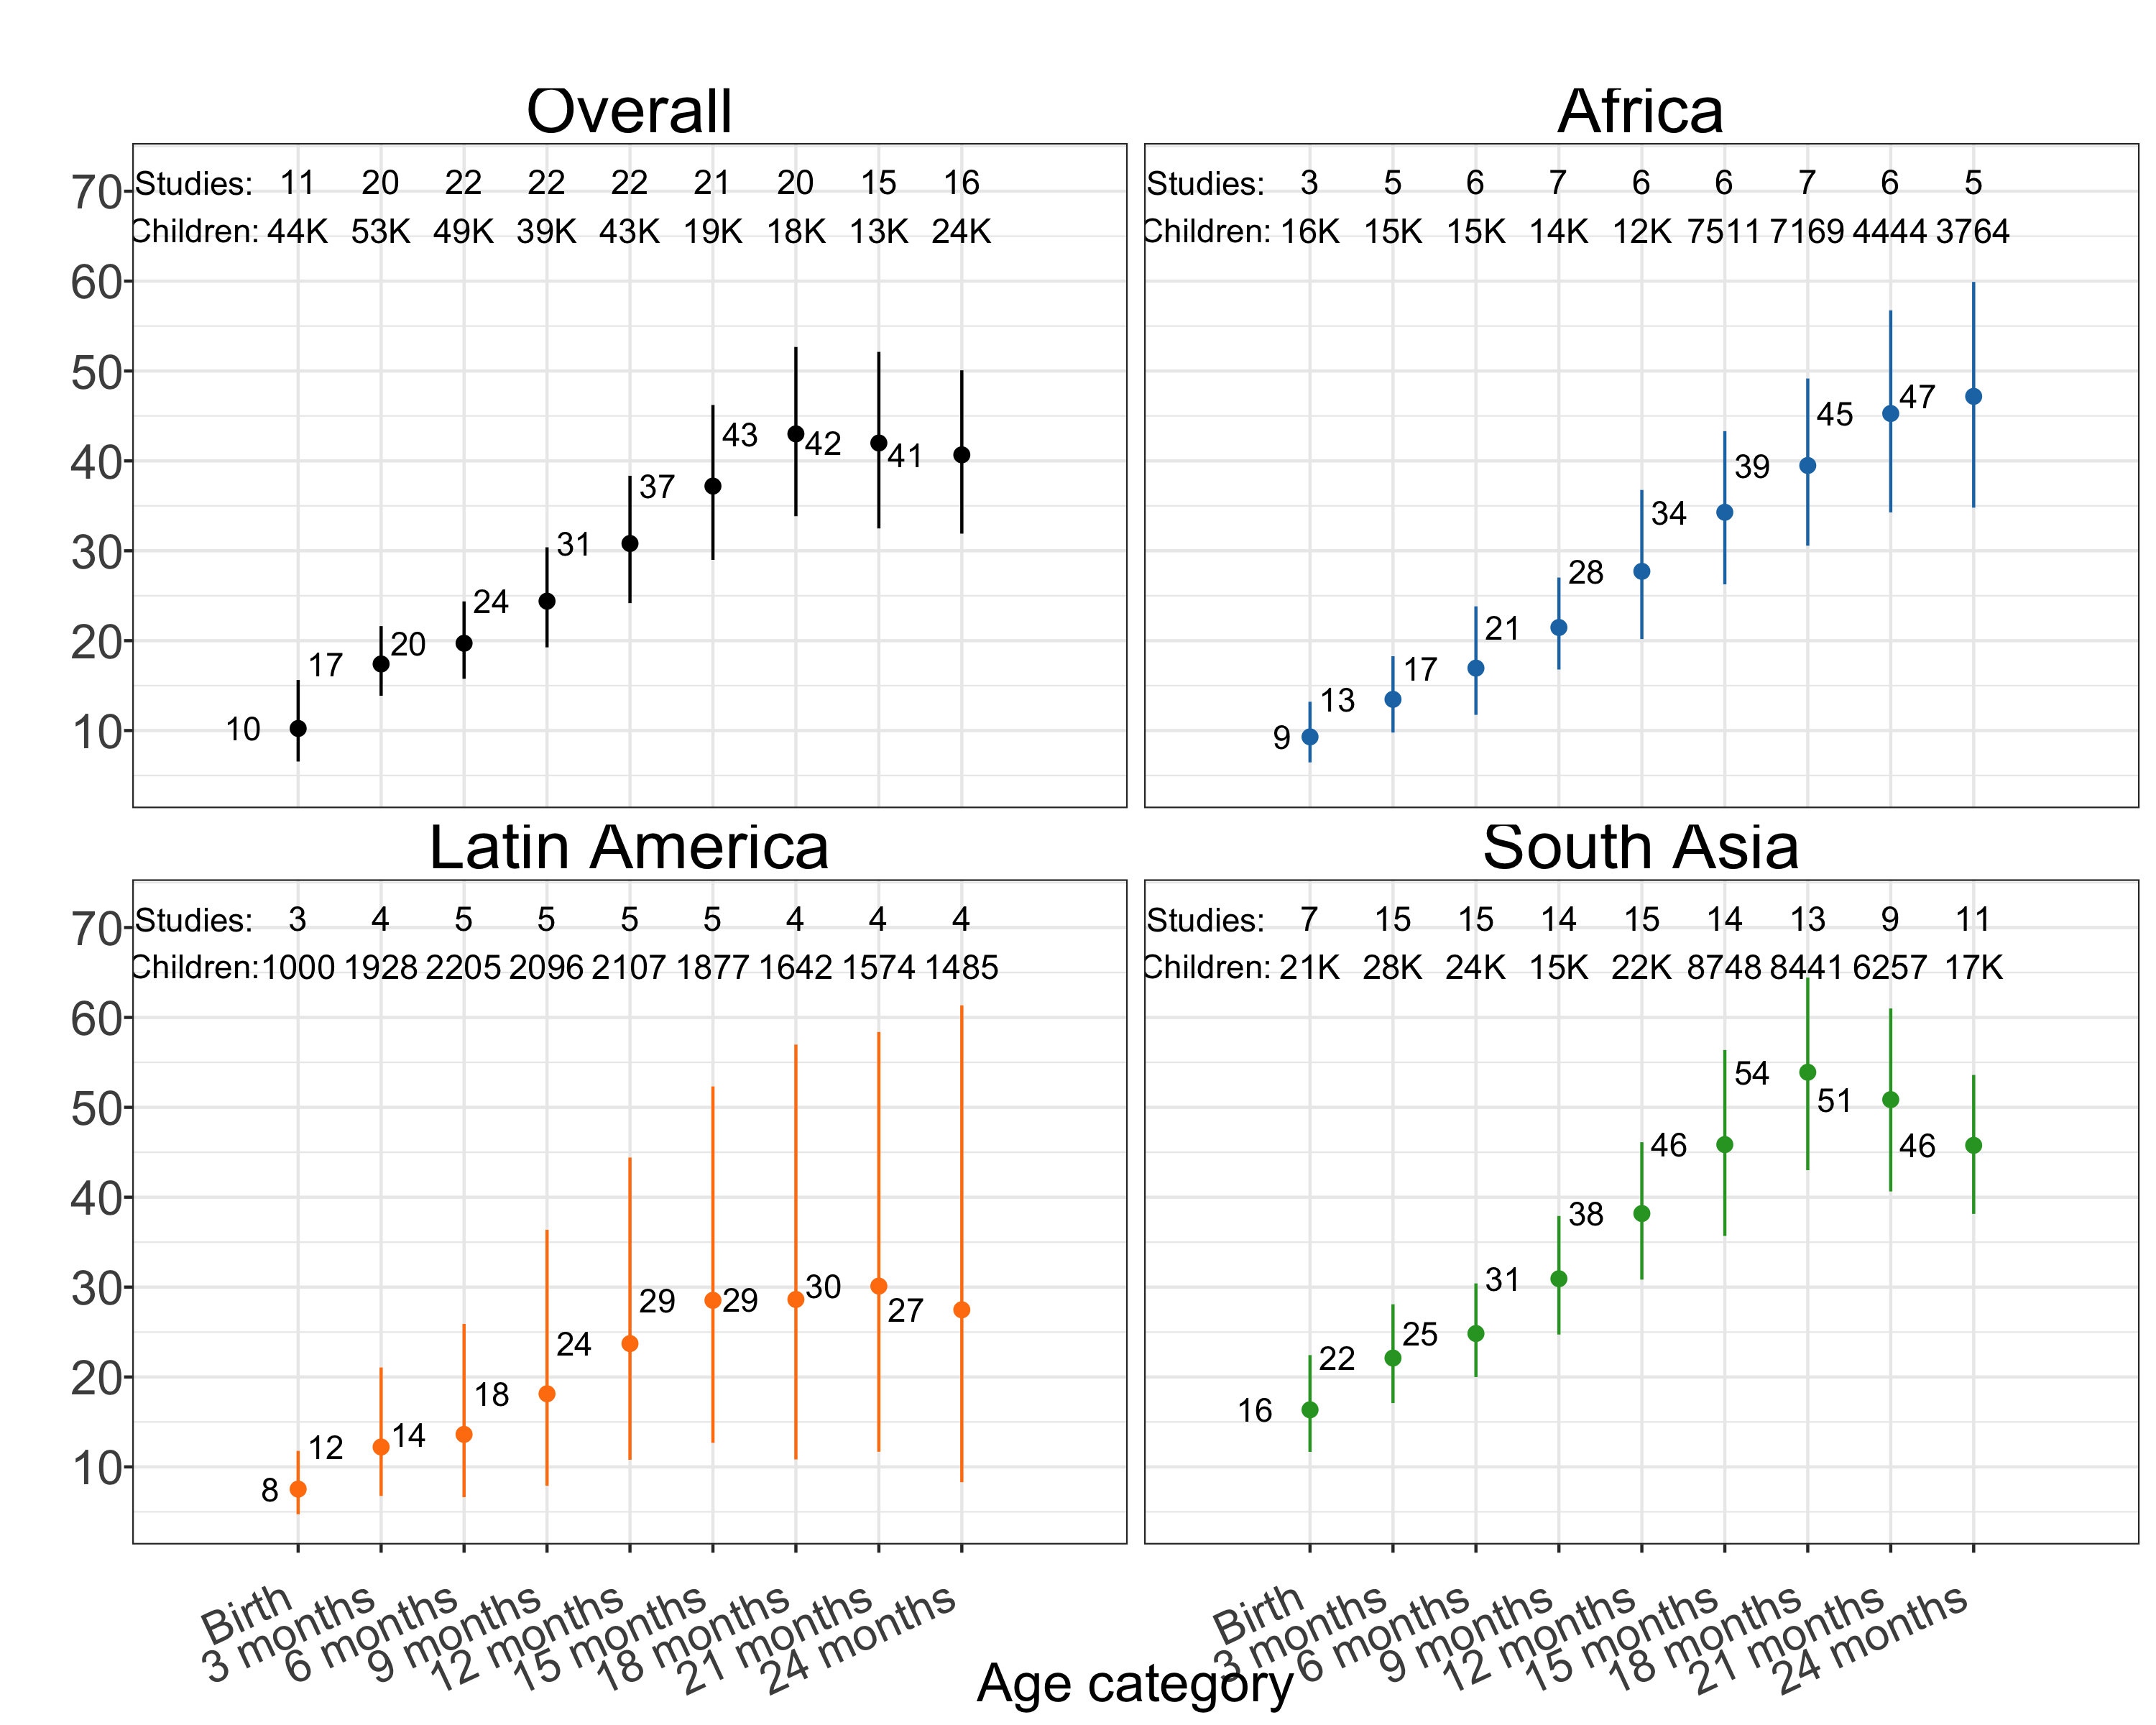 Overall
Studies: 11 20 22 22 22 21 20 15 16
Children: 44K 53K 49K 39K 43K 19K 18K 13K 24K
70
60
50
40
30
20
10
10 17 20 24 31 37 43 42 41
Africa
Studies: 3 5 6 7 6 6 7 6 5
Children: 16K 15K 15K 14K 12K 7511 7169 4444 3764
9 13 17 21 28 34 39 45 47
Latin America
Studies: 3 4 5 5 5 5 4 4 4
Children: 1000 1928 2205 2096 2107 1877 1642 1574 1485
70
60
50
40
30
20
10
8 12 14 18 24 29 29 30 27
Birth
3 months
6 months
9 months
12 months
15 months
18 months
21 months
24 months
South Asia
Studies: 7 15 15 14 15 14 13 9 11
Children: 21K 28K 24K 15K 22K 8748 8441 6257 17K
16 22 25 31 38 46 54 51 46
Birth
3 months
6 months
9 months
12 months
15 months
18 months
21 months
24 months
Age category